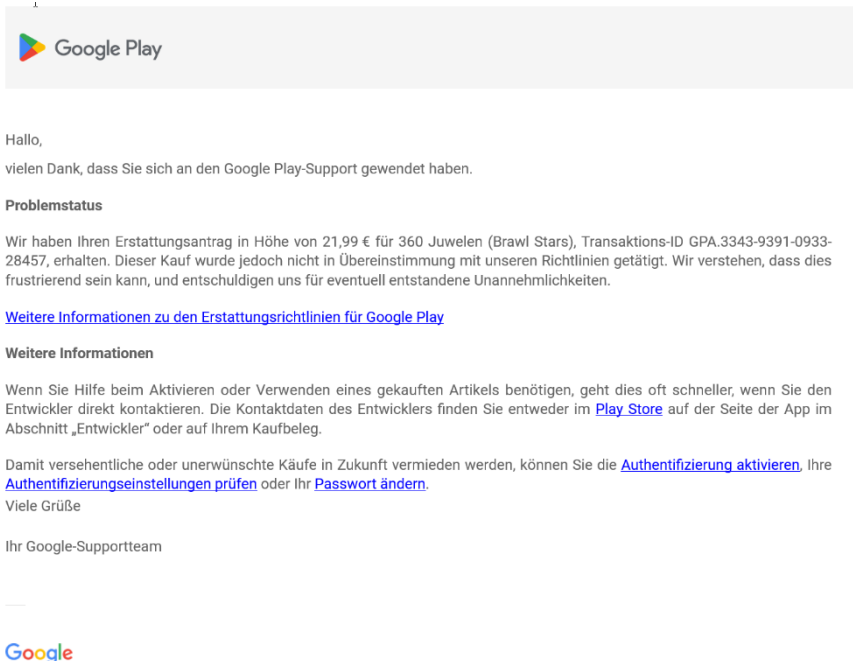 Google Play
Hallo,
vielen Dank, dass Sie sich an den Google Play-Support gewendet haben.
Problemstatus
Wir haben Ihren Erstattungsantrag in Höhe von 21,99 € für 360 Juwelen (Brawl Stars), Transaktions-ID GPA.3343-9391-0933-
28457, erhalten. Dieser Kauf wurde jedoch nicht in Übereinstimmung mit unseren Richtlinien getätigt. Wir verstehen, dass dies
frustrierend sein kann, und entschuldigen uns für eventuell entstandene Unannehmlichkeiten.
Weitere Informationen zu den Erstattungsrichtlinien für Google Play
Weitere Informationen
Wenn Sie Hilfe beim Aktivieren oder Verwenden eines gekauften Artikels benötigen, geht dies oft schneller, wenn Sie den
Entwickler direkt kontaktieren. Die Kontaktdaten des Entwicklers finden Sie entweder im Play Store auf der Seite der App im
Abschnitt „Entwickler“ oder auf Ihrem Kaufbeleg.
Damit versehentliche oder unerwünschte Käufe in Zukunft vermieden werden, können Sie die Authentifizierung aktivieren, Ihre
Authentifizierungseinstellungen prüfen oder Ihr Passwort ändern.
Viele Grüße
Ihr Google-Supportteam
Google